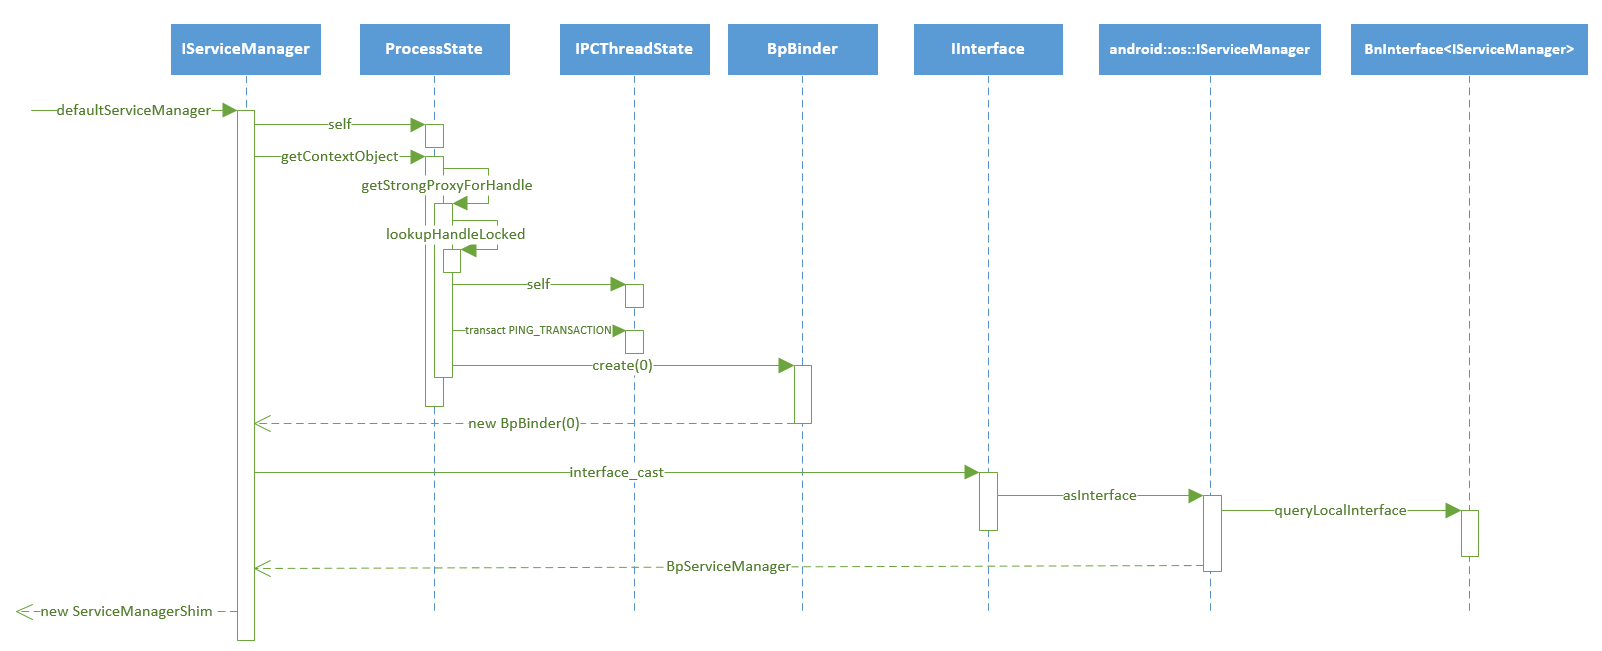 IServiceManager
ProcessState
IPCThreadState
BpBinder
IInterface
android::os::IServiceManager
BnInterface<IServiceManager>
defaultServiceManager
self
getContextObject
getStrongProxyForHandle
lookupHandleLocked
self
transact PING_TRANSACTION
create(0)
new BpBinder(0)
interface_cast
asInterface
queryLocalInterface
BpServiceManager
new ServiceManagerShim